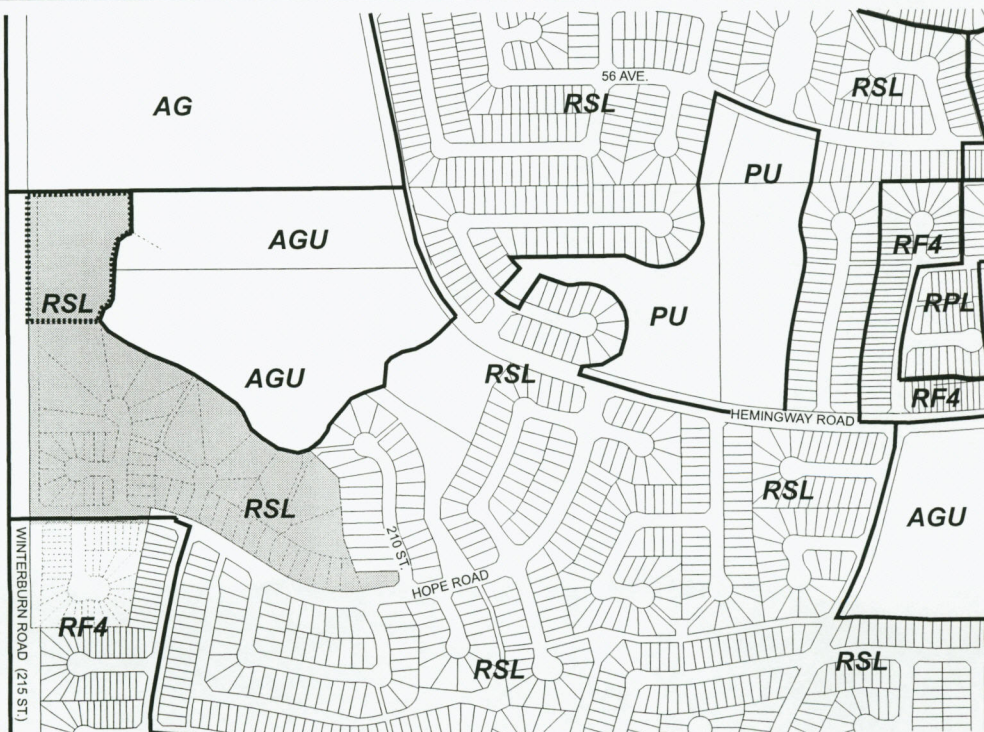 56 AVE.
RSL
RSL
AG
PU
AGU
RF4
RSL
RPL
PU
AGU
RSL
RF4
HEMINGWAY ROAD
RSL
RSL
AGU
210 ST.
HOPE ROAD
WINTERBURN ROAD (215 ST.)
RF4
RSL
RSL